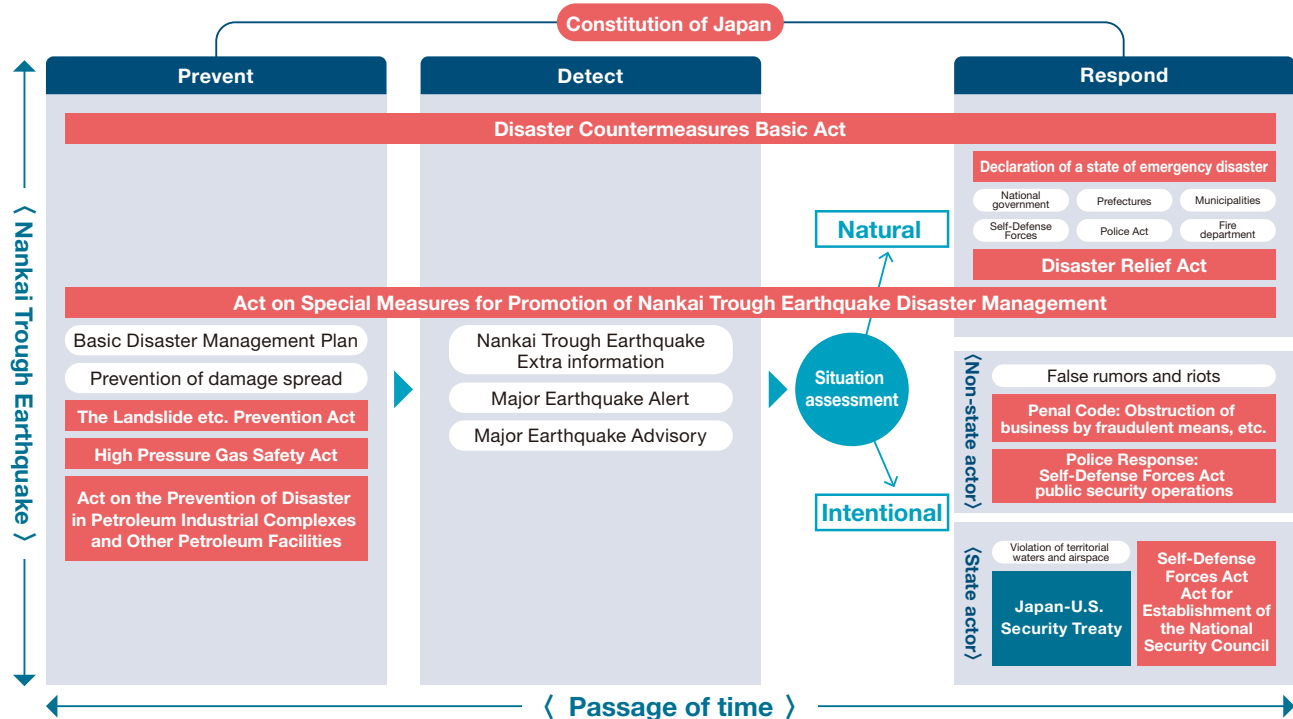 Constitution of Japan
Prevent
Detect
Respond
Disaster Countermeasures Basic Act
Declaration of a state of emergency disaster
National
government
Prefectures
Municipalities
Self-Defense
Forces
Police Act
Fire
department
Disaster Relief Act
Natural
Act on Special Measures for Promotion of Nankai Trough Earthquake Disaster Management
Basic Disaster Management Plan
Prevention of damage spread
The Landslide etc. Prevention Act
High Pressure Gas Safety Act
Act on the Prevention of Disaster
in Petroleum Industrial Complexes
and Other Petroleum Facilities
Nankai Trough Earthquake
Extra information
Major Earthquake Alert
Major Earthquake Advisory
Situation
assessment
Intentional
〈Non-state actor〉
False rumors and riots
Penal Code: Obstruction of
business by fraudulent means, etc.
Police Response:
Self-Defense Forces Act
public security operations
〈State actor〉
Violation of territorial
waters and airspace
Japan-U.S.
Security Treaty
Self-Defense
Forces Act
Act for
Establishment of
the National
Security Council
〈 Nankai Trough Earthquake 〉
〈 Passage of time 〉